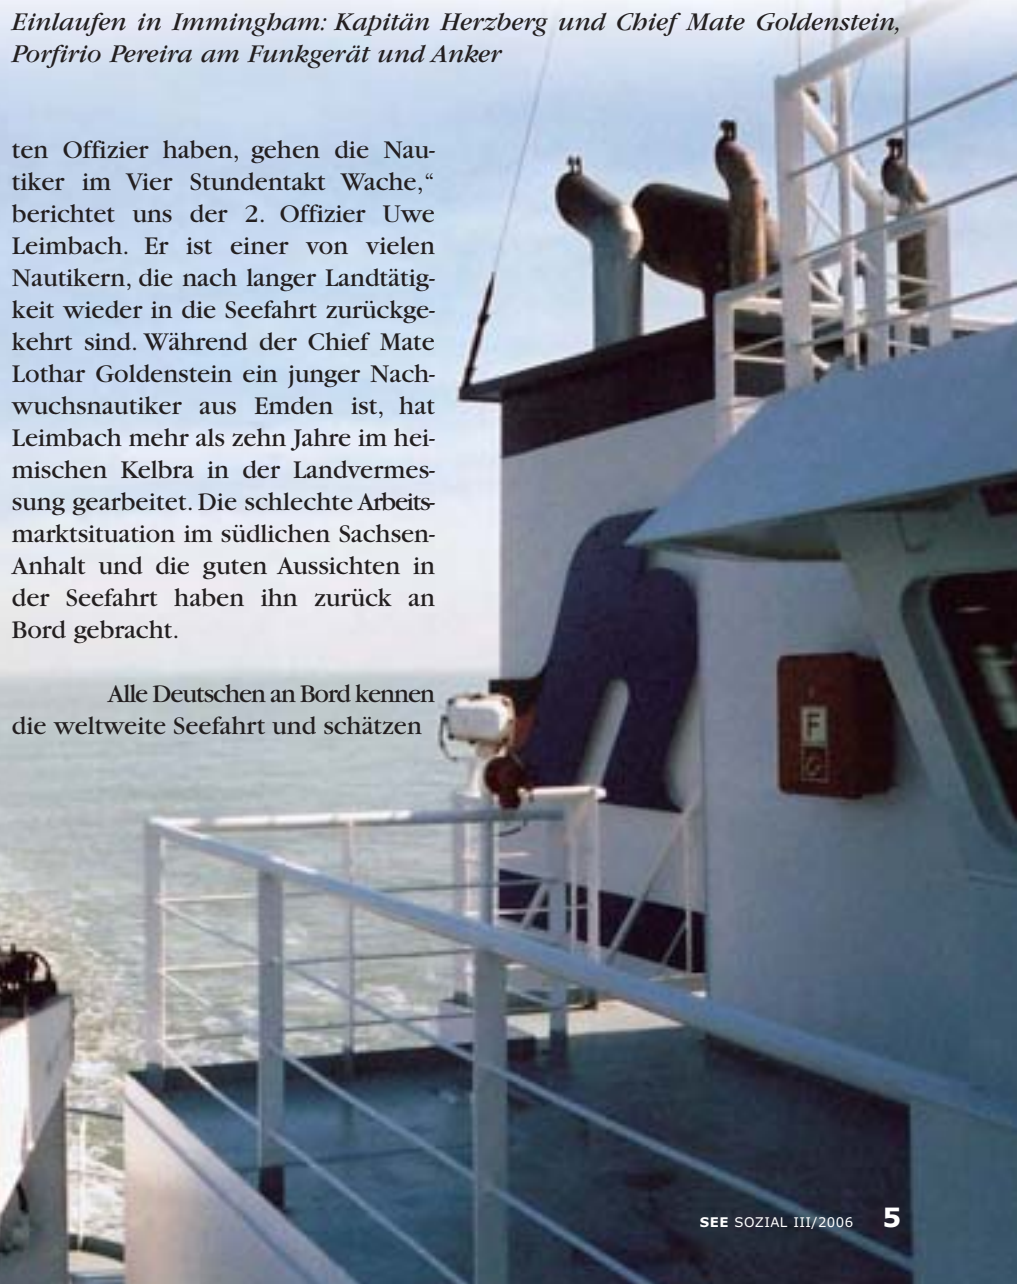 Einlaufen in Immingham: Kapitän Herzberg und Chief Mate Goldenstein,
Porfirio Pereira am Funkgerät und Anker
ten Offizier haben, gehen die Nau-
tiker im Vier Stundentakt Wache,“
berichtet uns der 2. Offizier Uwe
Leimbach. Er ist einer von vielen
Nautikern, die nach langer Landtätig-
keit wieder in die Seefahrt zurückge-
kehrt sind. Während der Chief Mate
Lothar Goldenstein ein junger Nach-
wuchsnautiker aus Emden ist, hat
Leimbach mehr als zehn Jahre im hei-
mischen Kelbra in der Landvermes-
sung gearbeitet. Die schlechte Arbeits-
marktsituation im südlichen Sachsen-
Anhalt und die guten Aussichten in
der Seefahrt haben ihn zurück an
Bord gebracht.
Alle Deutschen an Bord kennen
die weltweite Seefahrt und schätzen
F
SEE SOZIAL III/2006 5